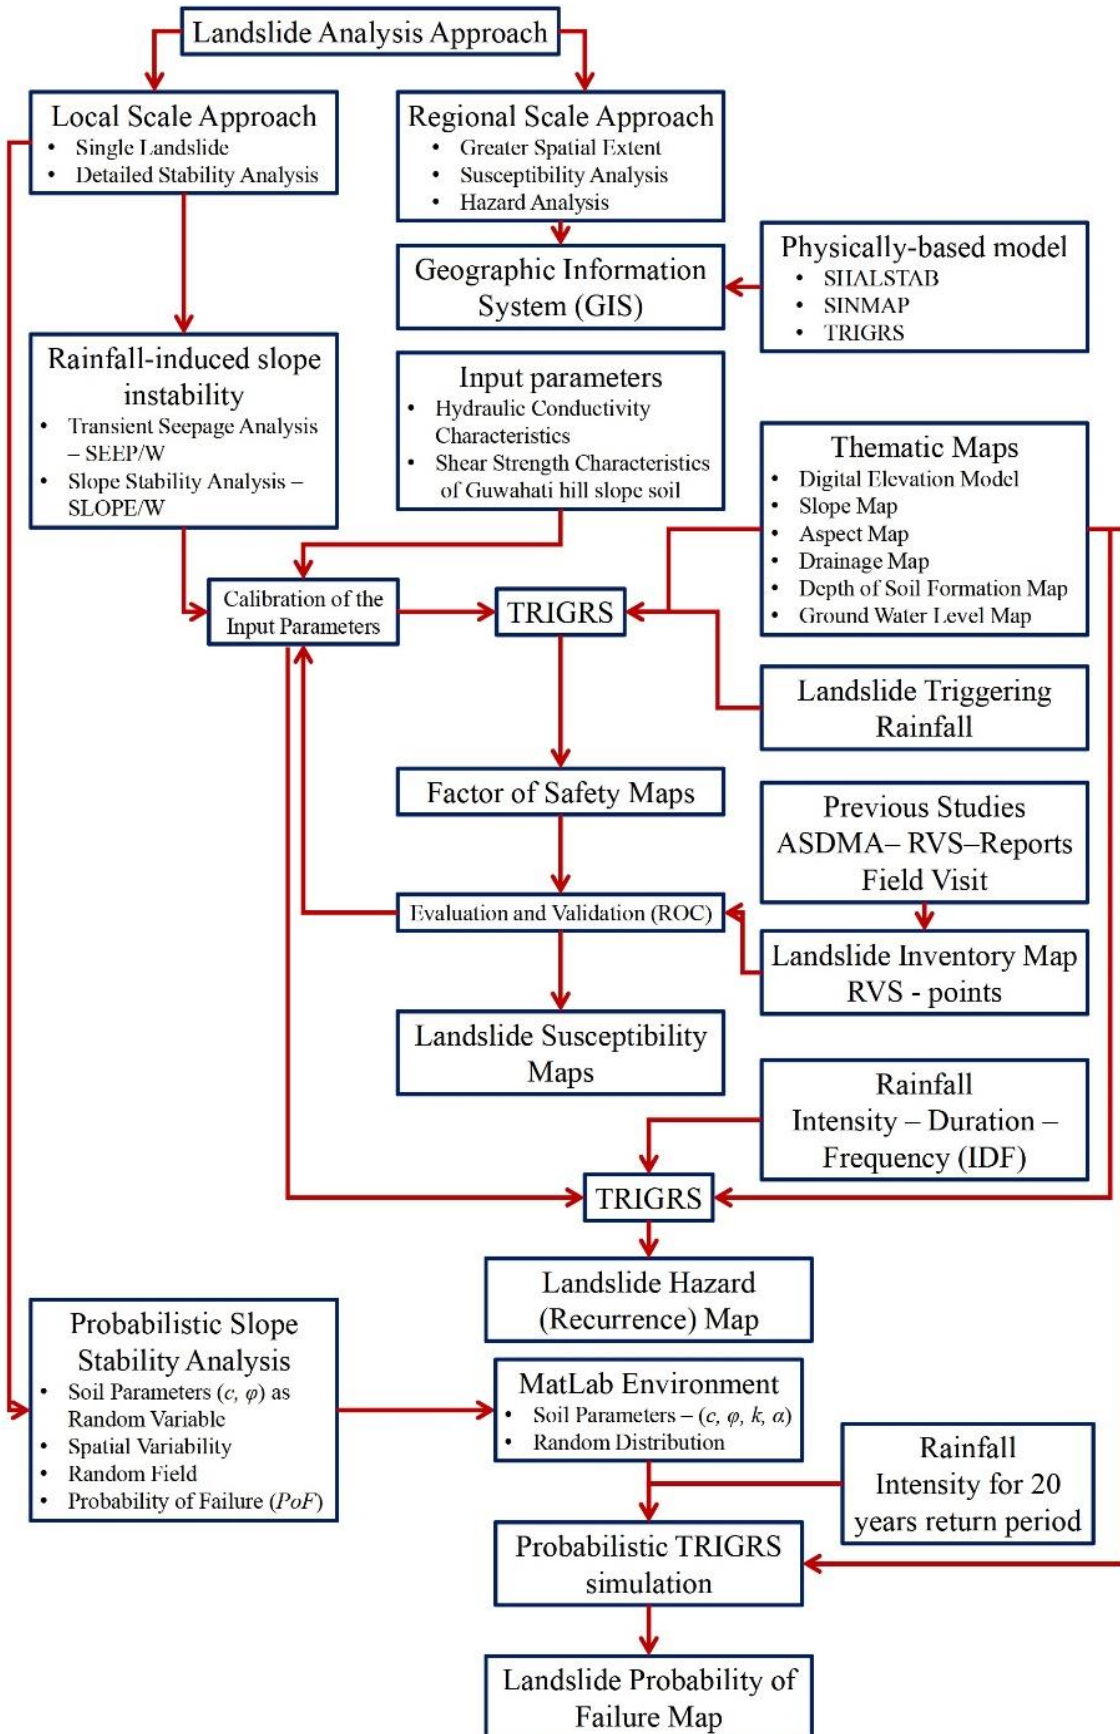 Landslide Analysis Approach
Local Scale Approach
• Single Landslide
• Detailed Stability Analysis
Regional Scale Approach
• Greater Spatial Extent
• Susceptibility Analysis
• Hazard Analysis
Geographic Information
System (GIS)
Physically-based model
• SHALSTAB
• SINMAP
• TRIGRS
Rainfall-induced slope
instability
• Transient Seepage Analysis
– SEEP/W
• Slope Stability Analysis –
SLOPE/W
Input parameters
• Hydraulic Conductivity
Characteristics
• Shear Strength Characteristics
of Guwahati hill slope soil
Thematic Maps
• Digital Elevation Model
• Slope Map
• Aspect Map
• Drainage Map
• Depth of Soil Formation Map
• Ground Water Level Map
Calibration of the
Input Parameters
TRIGRS
Landslide Triggering
Rainfall
Factor of Safety Maps
Previous Studies
ASDMA– RVS–Reports
Field Visit
Evaluation and Validation (ROC)
Landslide Inventory Map
RVS - points
Landslide Susceptibility
Maps
Rainfall
Intensity – Duration –
Frequency (IDF)
TRIGRS
Landslide Hazard
(Recurrence) Map
Probabilistic Slope
Stability Analysis
• Soil Parameters (c, φ) as
Random Variable
• Spatial Variability
• Random Field
• Probability of Failure (PoF)
MatLab Environment
• Soil Parameters – (c, φ, k, α)
• Random Distribution
Rainfall
Intensity for 20
years return period
Probabilistic TRIGRS
simulation
Landslide Probability of
Failure Map